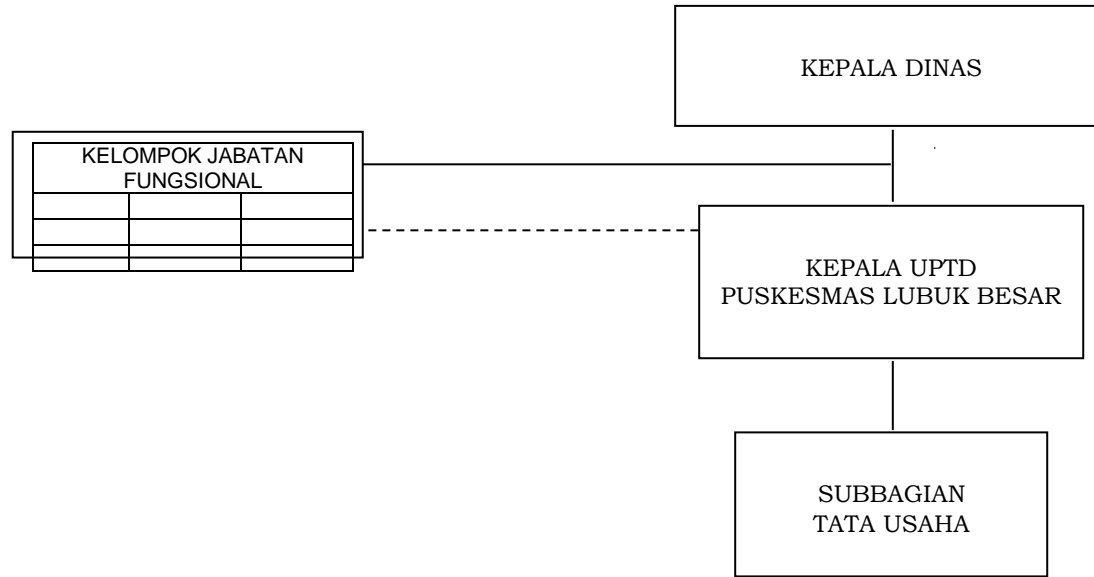 KEPALA DINAS
KELOMPOK JABATAN
FUNGSIONAL
KEPALA UPTD
PUSKESMAS LUBUK BESAR
SUBBAGIAN
TATA USAHA